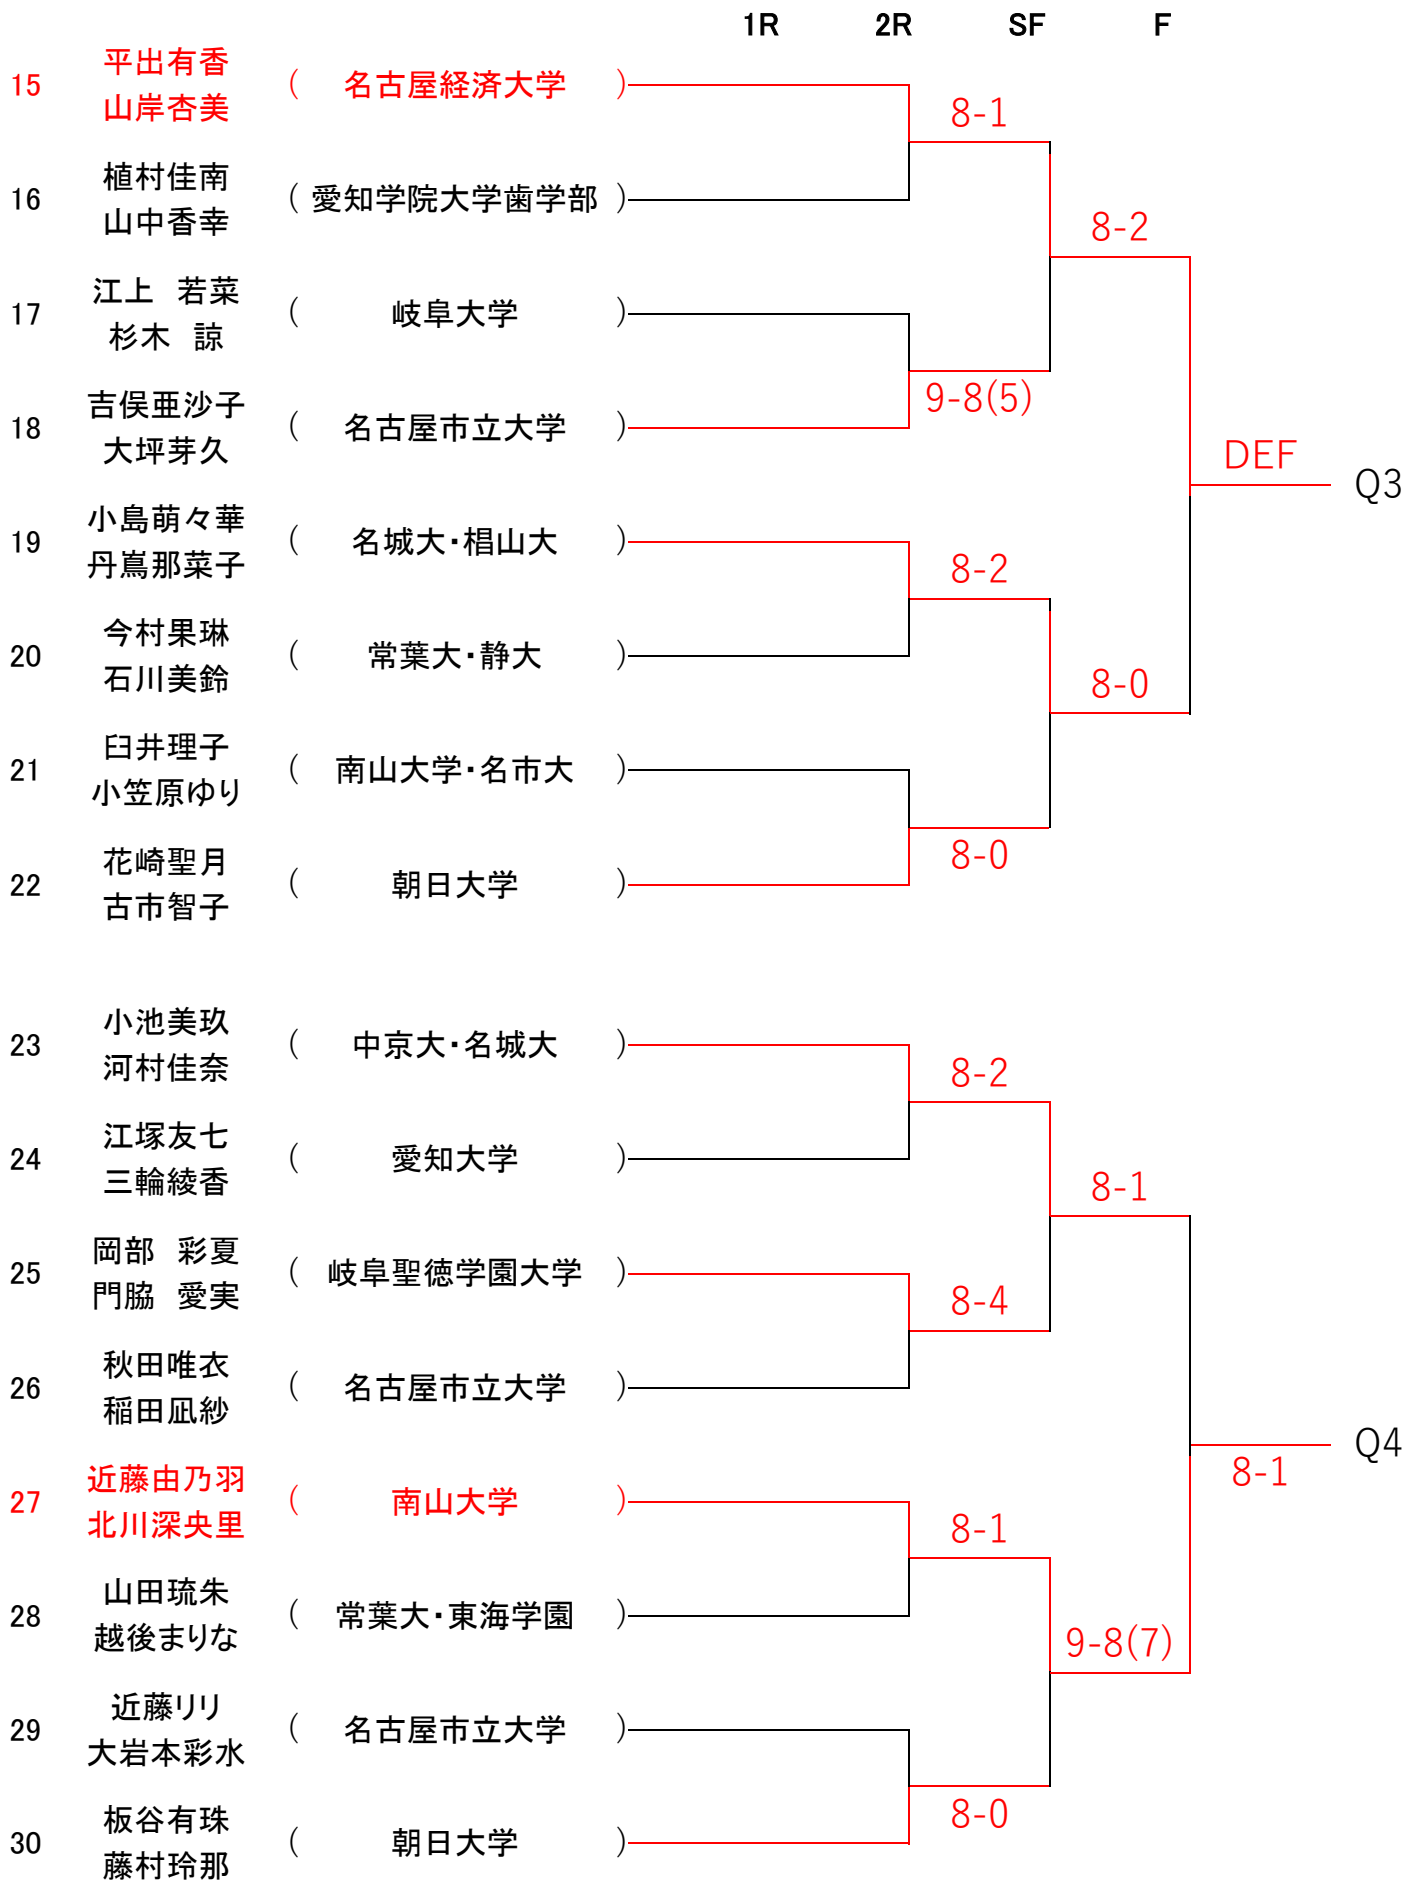 1R 2R SF F
平出有香
15 ( 名古屋経済大学 )
山岸杏美
8-1
植村佳南
16 ( 愛知学院大学歯学部 )
山中香幸
8-2
江上 若菜
17 ( 岐阜大学 )
杉木 諒
9-8(5)
吉俣亜沙子
18 ( 名古屋市立大学 )
大坪芽久
DEF Q3
小島萌々華
19 ( 名城大・椙山大 )
丹嶌那菜子
8-2
今村果琳
20 ( 常葉大・静大 )
石川美鈴
8-0
臼井理子
21 ( 南山大学・名市大 )
小笠原ゆり
8-0
花崎聖月
22 ( 朝日大学 )
古市智子
小池美玖
23 ( 中京大・名城大 )
河村佳奈
8-2
江塚友七
24 ( 愛知大学 )
三輪綾香
8-1
岡部 彩夏
25 ( 岐阜聖徳学園大学 )
門脇 愛実
8-4
秋田唯衣
26 ( 名古屋市立大学 )
稲田凪紗
Q4
8-1
近藤由乃羽
27 ( 南山大学 )
北川深央里
8-1
山田琉朱
28 ( 常葉大・東海学園 )
越後まりな
9-8(7)
近藤リリ
29 ( 名古屋市立大学 )
大岩本彩水
8-0
板谷有珠
30 ( 朝日大学 )
藤村玲那